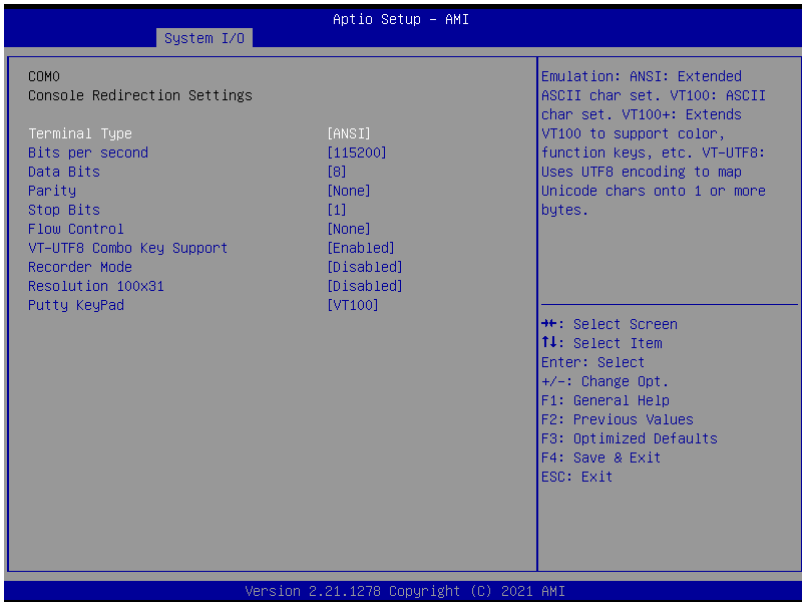 Aptio Setup – AMI
System I/O
COM0
Console Redirection Settings
Terminal Type [ANSI]
Bits per second [115200]
Data Bits [8]
Parity [None]
Stop Bits [1]
Flow Control [None]
VT-UTF8 Combo Key Support [Enabled]
Recorder Mode [Disabled]
Resolution 100x31 [Disabled]
Putty KeyPad [VT100]
Emulation: ANSI: Extended
ASCII char set. VT100: ASCII
char set. VT100+: Extends
VT100 to support color,
function keys, etc. VT-UTF8:
Uses UTF8 encoding to map
Unicode chars onto 1 or more
bytes.
→←: Select Screen
↑↓: Select Item
Enter: Select
+/-: Change Opt.
F1: General Help
F2: Previous Values
F3: Optimized Defaults
F4: Save & Exit
ESC: Exit
Version 2.21.1278 Copyright (C) 2021 AMI